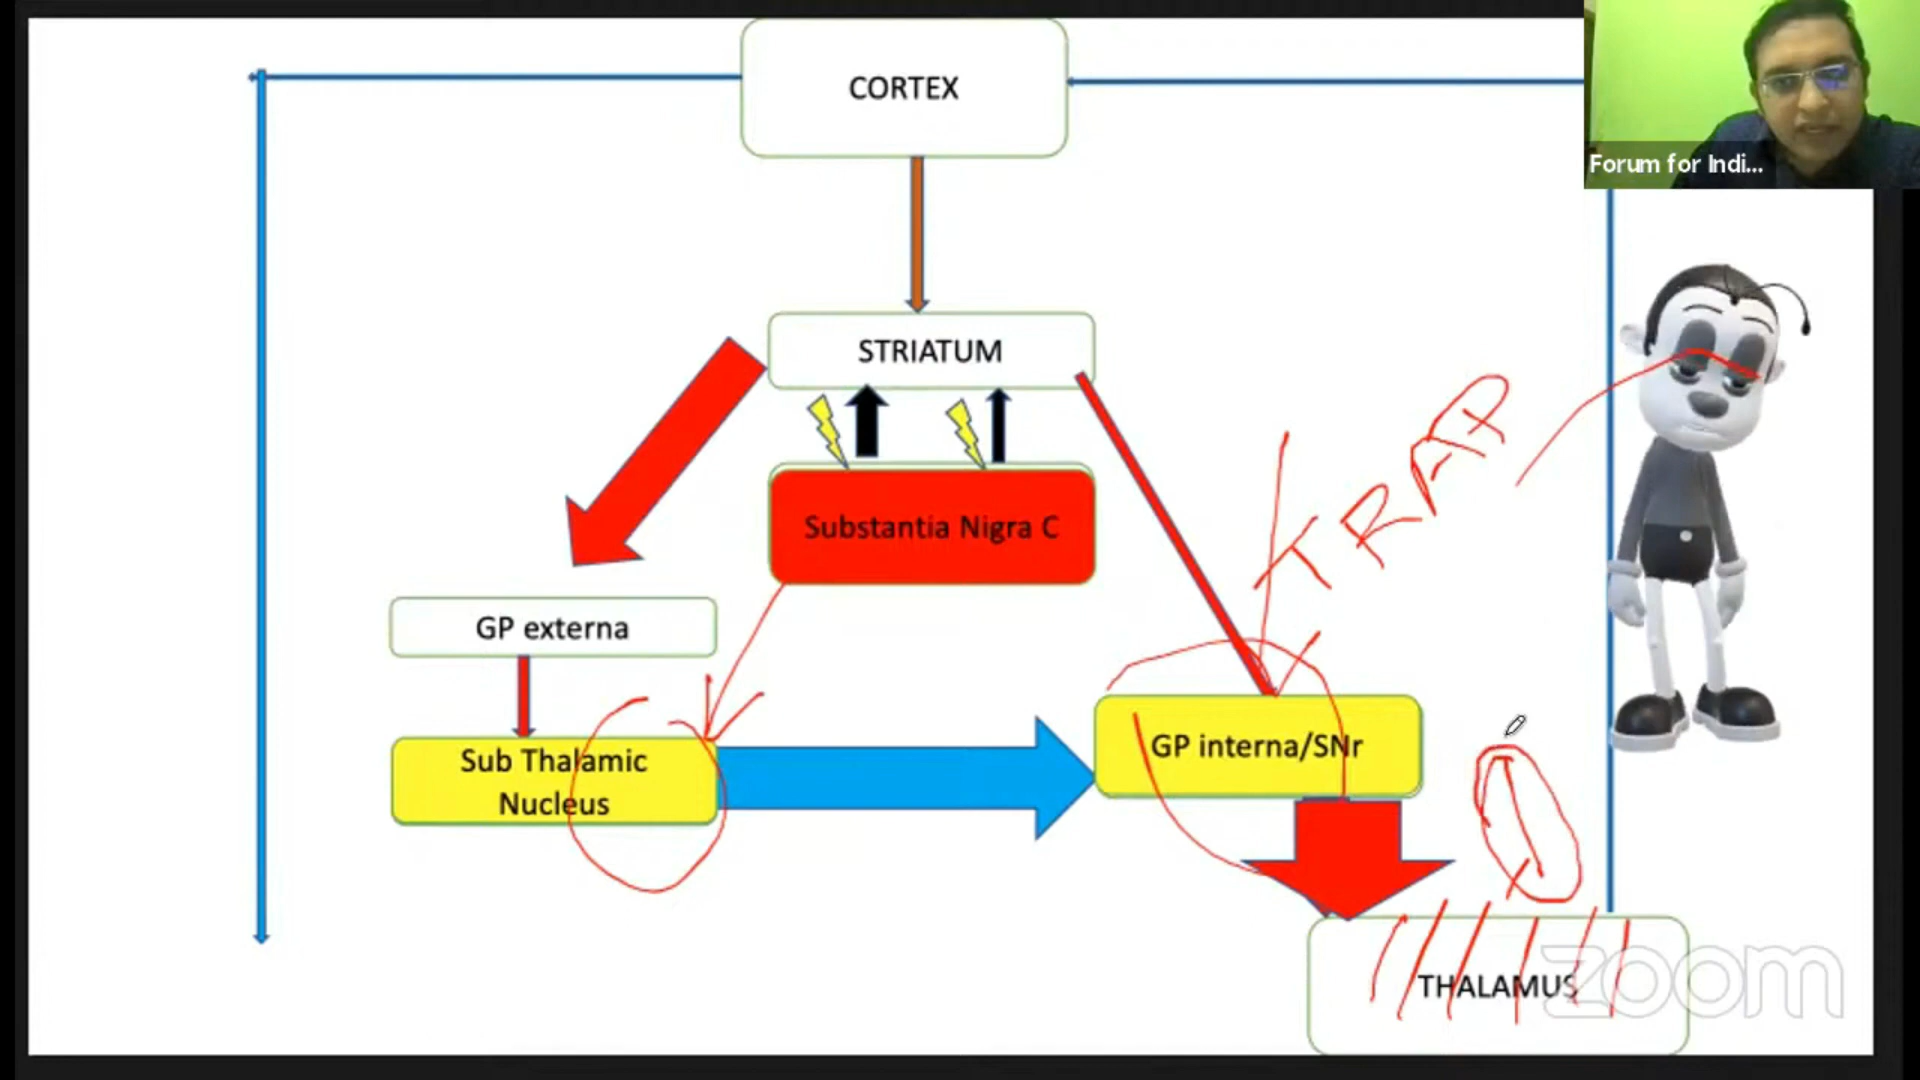 CORTEX
Forum for Indi...
STRIATUM
TRAP
Substantia Nigra C
GP externa
Sub Thalamic
Nucleus
GP interna/SNr
THALAMUS
zoom